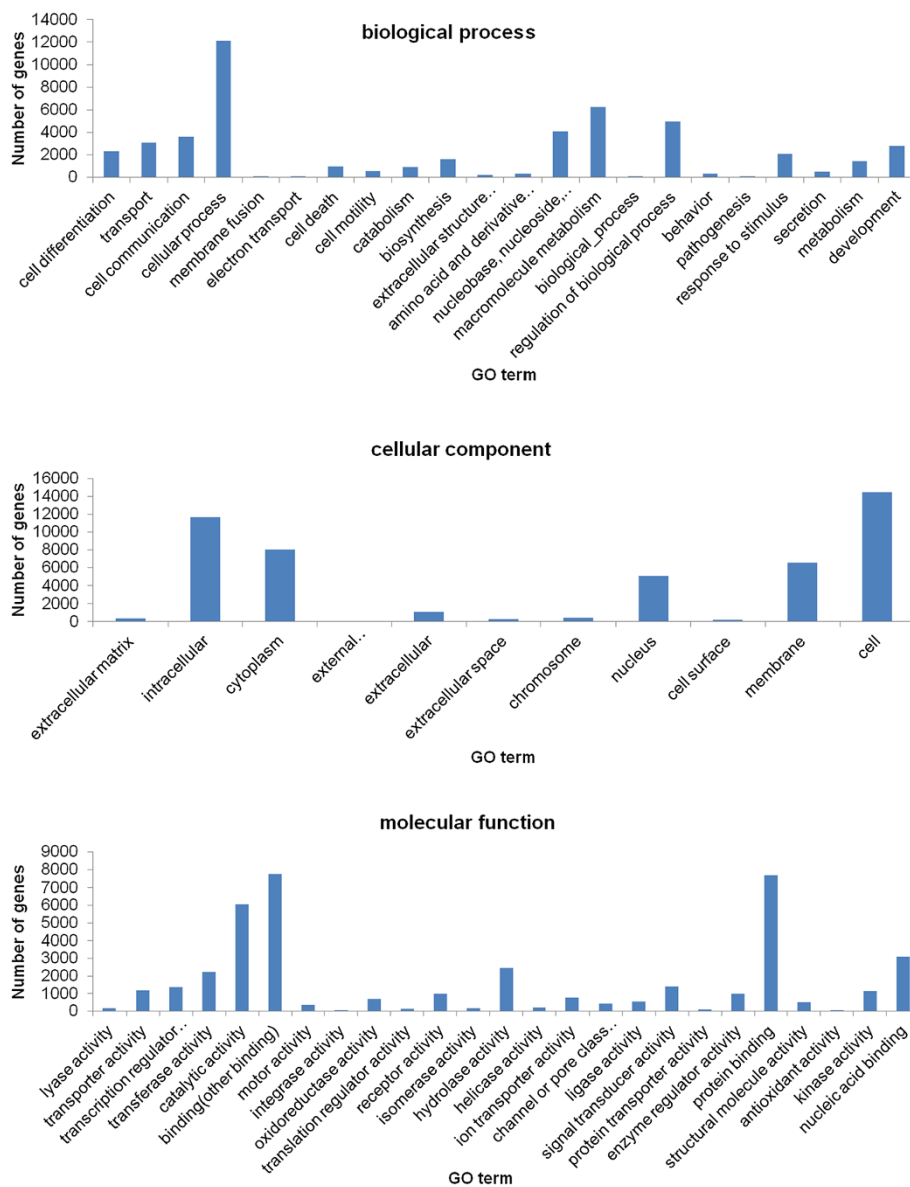 biological process
Number of genes
14000
12000
10000
8000
6000
4000
2000
0
cell differentiation
transport
cell communication
cellular process
membrane fusion
electron transport
cell death
cell motility
catabolism
biosynthesis
extracellular structure...
amino acid and derivative...
nucleobase, nucleoside...
macromolecule metabolism
biological_process
regulation of biological process
behavior
pathogenesis
response to stimulus
secretion
metabolism
development
GO term
cellular component
Number of genes
16000
14000
12000
10000
8000
6000
4000
2000
0
extracellular matrix
intracellular
cytoplasm
external..
extracellular
extracellular space
chromosome
nucleus
cell surface
membrane
cell
GO term
molecular function
Number of genes
9000
8000
7000
6000
5000
4000
3000
2000
1000
0
lyase activity
transporter activity
transcription regulator..
transferase activity
catalytic activity
binding(other binding)
motor activity
integrase activity
oxidoreductase activity
translation regulator activity
receptor activity
isomerase activity
hydrolase activity
helicase activity
ion transporter activity
channel or pore class..
ligase activity
signal transducer activity
protein transporter activity
enzyme regulator activity
protein binding
structural molecule activity
antioxidant activity
kinase activity
nucleic acid binding
GO term